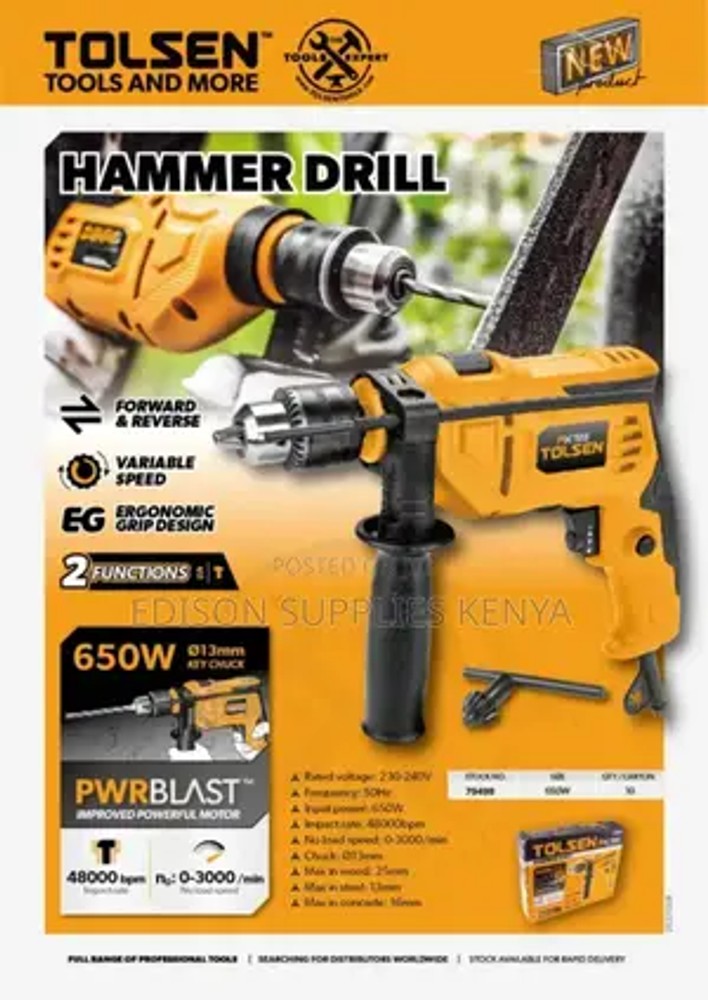 TOLSEN™
TOOLS AND MORE
THE
TOOLS EXPERT
NEW
product
HAMMER DRILL
FORWARD
& REVERSE
VARIABLE
SPEED
EG ERGONOMIC
GRIP DESIGN
2 FUNCTIONS
TOLSEN
POSTED
EDISON SUPPLIES KENYA
650W Ø13mm
KEY CHUCK
PWRBLAST™
IMPROVED POWERFUL MOTOR
48000 bpm
Impact rate
n₀: 0-3000 /min
No load speed
Rated voltage: 230-240V
Frequency: 50Hz
Input power: 650W
Impact rate: 48000bpm
No-load speed: 0-3000/min
Chuck: Ø13mm
Max in wood: 25mm
Max in steel: 13mm
Max in concrete: 16mm
STOCK NO. SIZE QTY/CARTON
650W 10
TOLSEN
FULL RANGE OF PROFESSIONAL TOOLS | SEARCHING FOR DISTRIBUTORS WORLDWIDE | STOCK AVAILABLE FOR RAPID DELIVERY